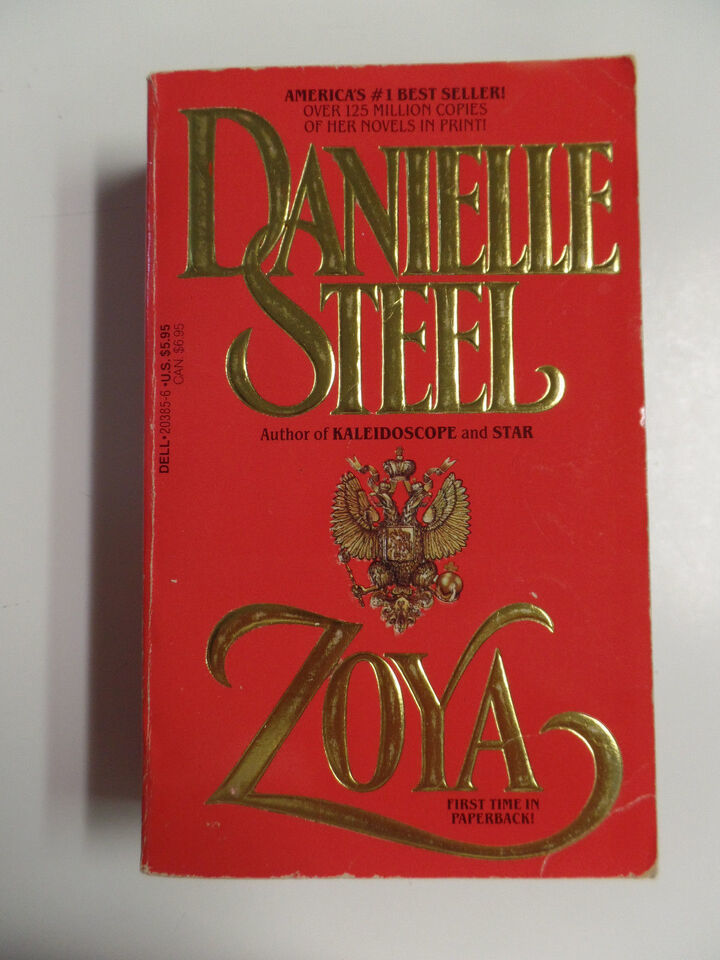 AMERICA'S #1 BEST SELLER!
OVER 125 MILLION COPIES
OF HER NOVELS IN PRINT!
DANIELLE
STEEL
Author of KALEIDOSCOPE and STAR
DELL • 20385-6 • U.S. $5.95
CAN. $6.95
ZOYA
FIRST TIME IN
PAPERBACK!